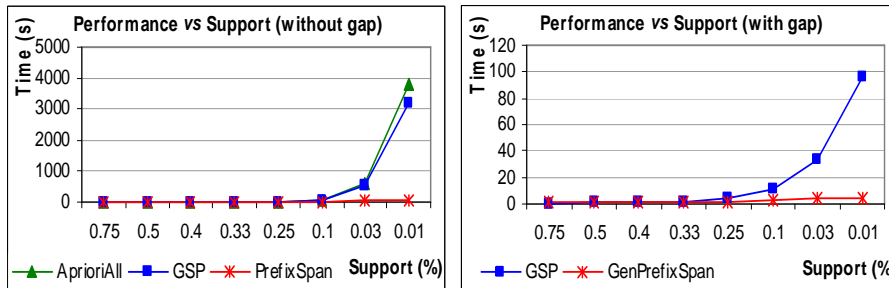 Performance vs Support (without gap)
Time (s)
5000
4000
3000
2000
1000
0
0.75 0.5 0.4 0.33 0.25 0.1 0.03 0.01
Support (%)
AprioriAll GSP PrefixSpan
Performance vs Support (with gap)
Time (s)
120
100
80
60
40
20
0
0.75 0.5 0.4 0.33 0.25 0.1 0.03 0.01
Support (%
GSP GenPrefixSpan